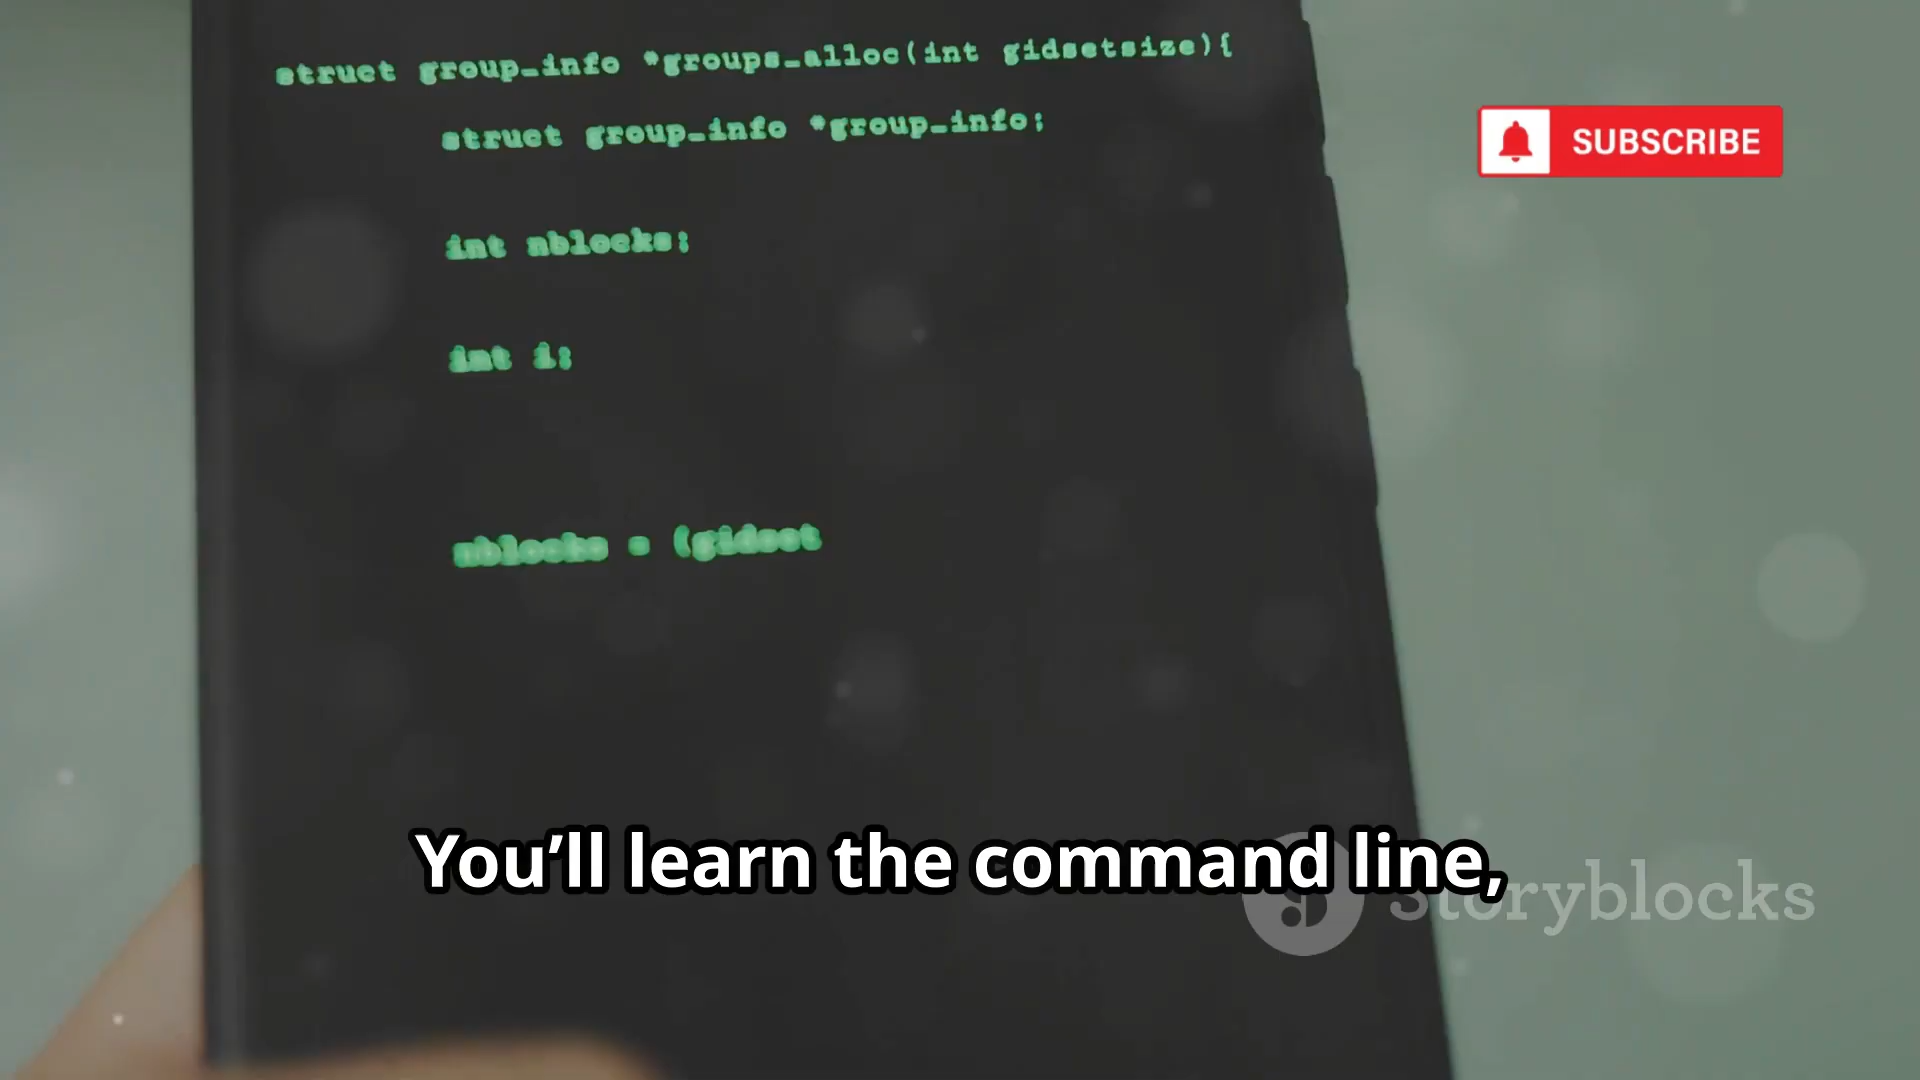 struct group_info *groups_alloc(int gidsetsize){
struct group_info *group_info;
SUBSCRIBE
int nblocks;
int i;
nblocks = (gidset
You’ll learn the command line,
Storyblocks